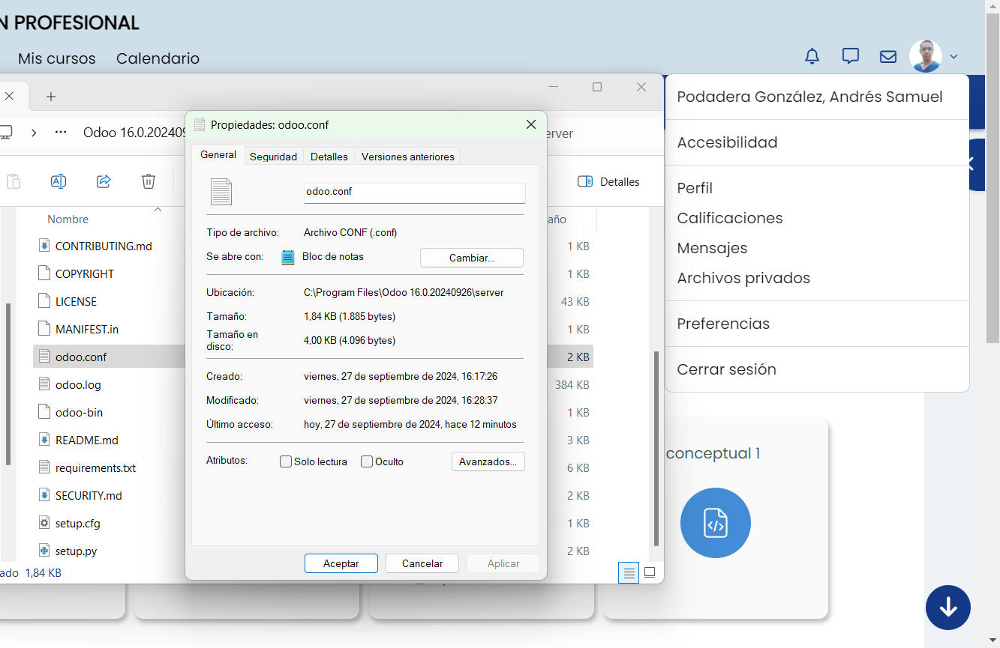 N PROFESIONAL
Mis cursos Calendario
Podadera González, Andrés Samuel
Accesibilidad
Perfil
Calificaciones
Mensajes
Archivos privados
Preferencias
Cerrar sesión
conceptual 1
Odoo 16.0.202409
erver
Detalles
Nombre
año
CONTRIBUTING.md 1 KB
COPYRIGHT 1 KB
LICENSE 43 KB
MANIFEST.in 1 KB
odoo.conf 2 KB
odoo.log 384 KB
odoo-bin 1 KB
README.md 3 KB
requirements.txt 6 KB
SECURITY.md 2 KB
setup.cfg 1 KB
setup.py 2 KB
ado 1,84 KB
Propiedades: odoo.conf
General Seguridad Detalles Versiones anteriores
odoo.conf
Tipo de archivo: Archivo CONF (.conf)
Se abre con: Bloc de notas Cambiar...
Ubicación: C:\Program Files\Odoo 16.0.20240926\server
Tamaño: 1,84 KB (1.885 bytes)
Tamaño en
disco: 4,00 KB (4.096 bytes)
Creado: viernes, 27 de septiembre de 2024, 16:17:26
Modificado: viernes, 27 de septiembre de 2024, 16:28:37
Último acceso: hoy, 27 de septiembre de 2024, hace 12 minutos
Atributos: Solo lectura Oculto Avanzados...
Aceptar Cancelar Aplicar